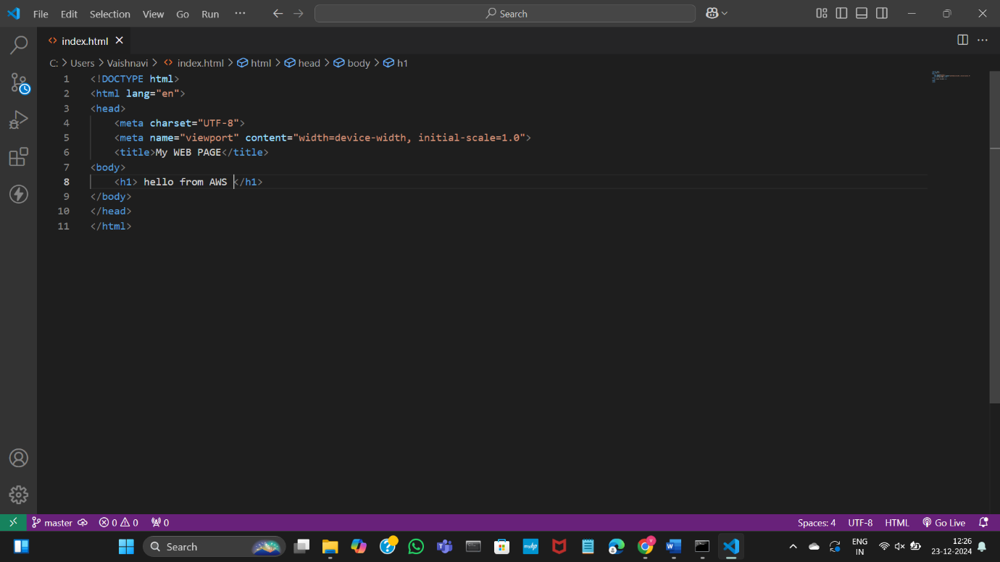 File Edit Selection View Go Run ··· Search
index.html
C: > Users > Vaishnavi > index.html > html > head > body > h1
1 <!DOCTYPE html>
2 <html lang="en">
3 <head>
4 <meta charset="UTF-8">
5 <meta name="viewport" content="width=device-width, initial-scale=1.0">
6 <title>My WEB PAGE</title>
7 <body>
8 <h1> hello from AWS </h1>
9 </body>
10 </head>
11 </html>
master 0 0 0 Spaces: 4 UTF-8 HTML Go Live
Search ENG 12:26
IN 23-12-2024